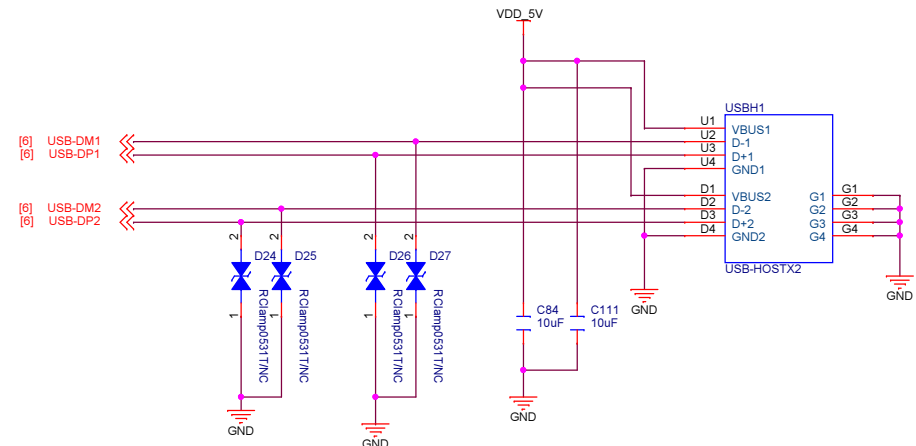 VDD_5V
USBH1
[6] USB-DM1
[6] USB-DP1
[6] USB-DM2
[6] USB-DP2
U1 VBUS1
U2 D-1
U3 D+1
U4 GND1
D1 VBUS2
D2 D-2
D3 D+2
D4 GND2
G1 G1
G2 G2
G3 G3
G4 G4
USB-HOSTX2
2 D24
1 RClamp0531T/NC
2 D25
1 RClamp0531T/NC
2 D26
1 RClamp0531T/NC
2 D27
1 RClamp0531T/NC
C84
10uF
C111
10uF
GND
GND
GND
GND
GND